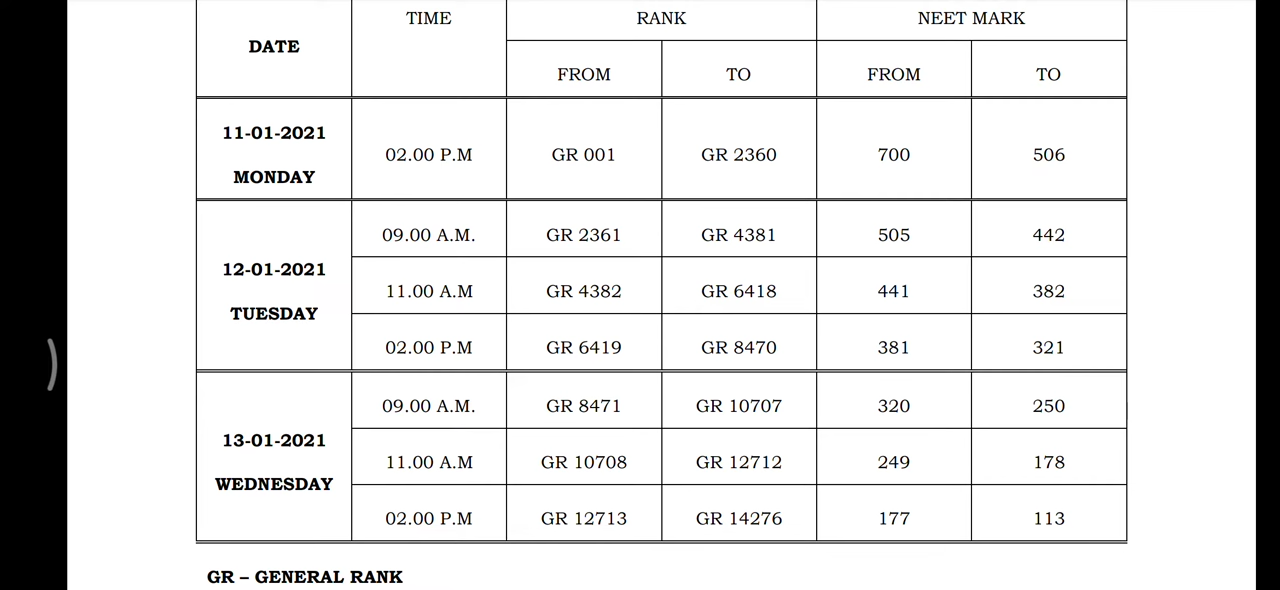 DATE TIME RANK NEET MARK
FROM TO FROM TO
11-01-2021
MONDAY
02.00 P.M GR 001 GR 2360 700 506
12-01-2021
TUESDAY
09.00 A.M. GR 2361 GR 4381 505 442
11.00 A.M GR 4382 GR 6418 441 382
02.00 P.M GR 6419 GR 8470 381 321
13-01-2021
WEDNESDAY
09.00 A.M. GR 8471 GR 10707 320 250
11.00 A.M GR 10708 GR 12712 249 178
02.00 P.M GR 12713 GR 14276 177 113
GR – GENERAL RANK